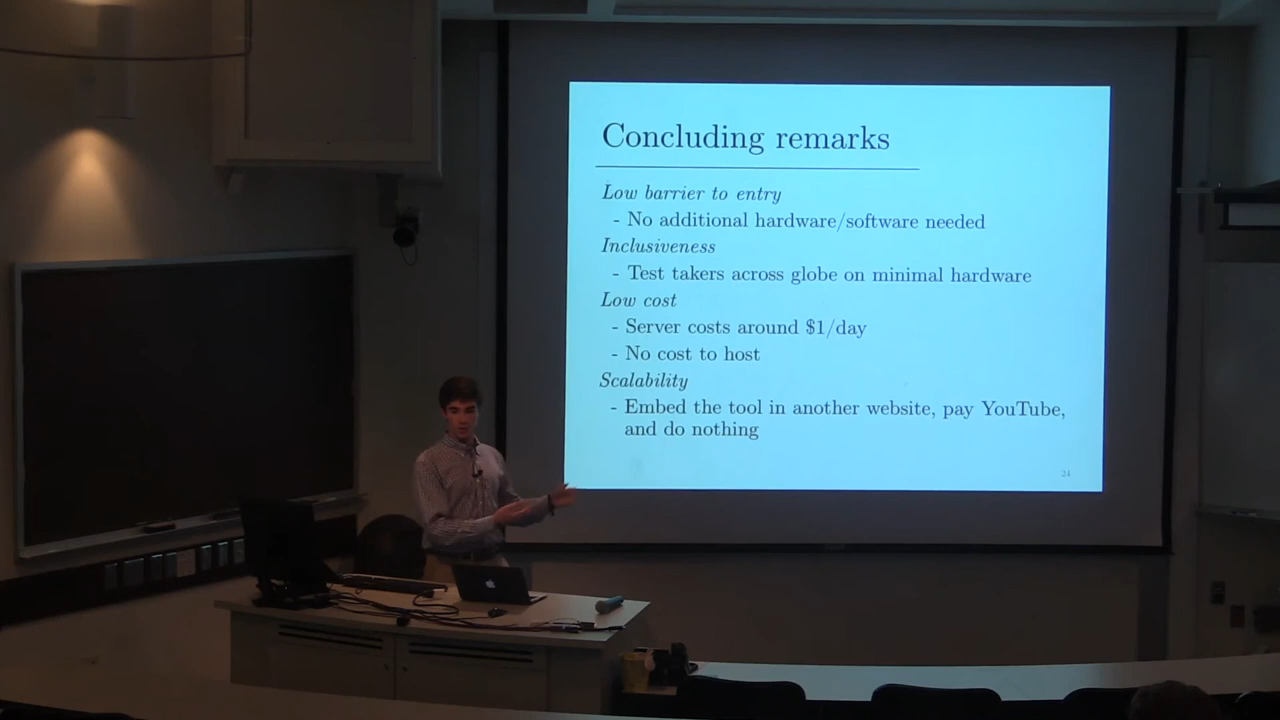 Concluding remarks
Low barrier to entry
- No additional hardware/software needed
Inclusiveness
- Test takers across globe on minimal hardware
Low cost
- Server costs around $1/day
- No cost to host
Scalability
- Embed the tool in another website, pay YouTube,
and do nothing
24